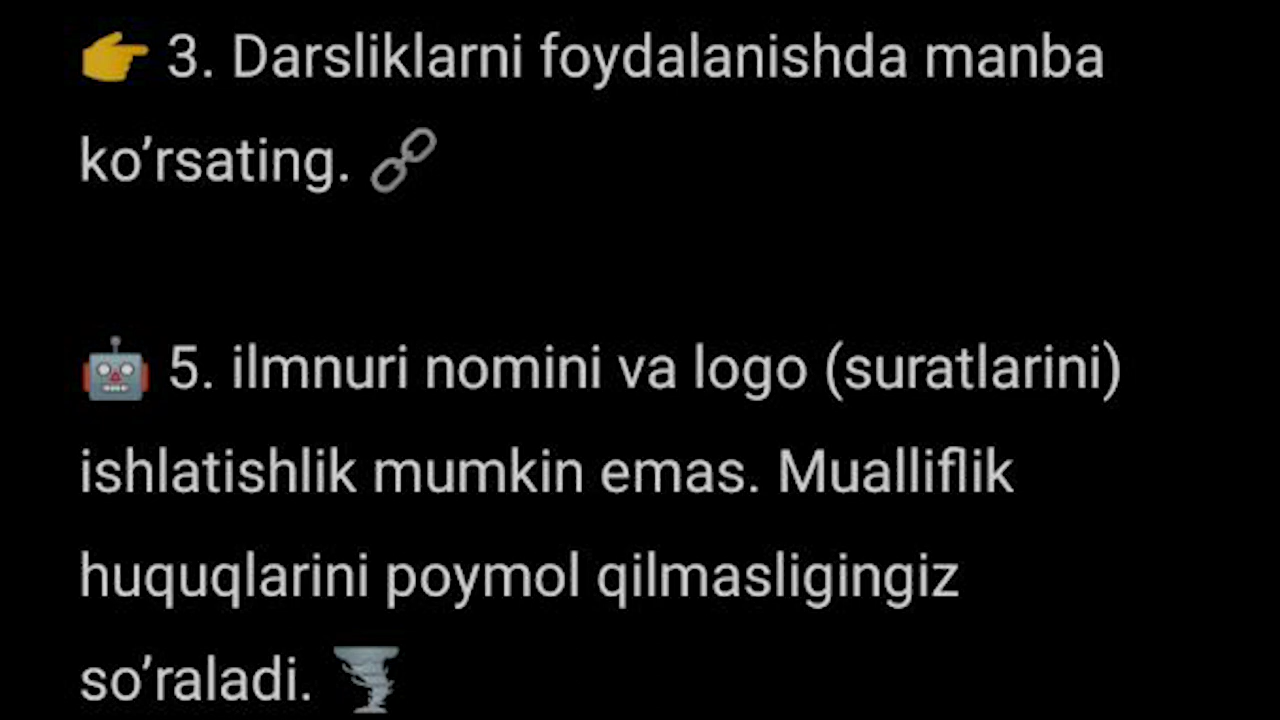 👉 3. Darsliklarni foydalanishda manba
ko’rsating. 🔗
🤖 5. ilmnuri nomini va logo (suratlarini)
ishlatishlik mumkin emas. Mualliflik
huquqlarini poymol qilmasligingiz
so’raladi. 🌪